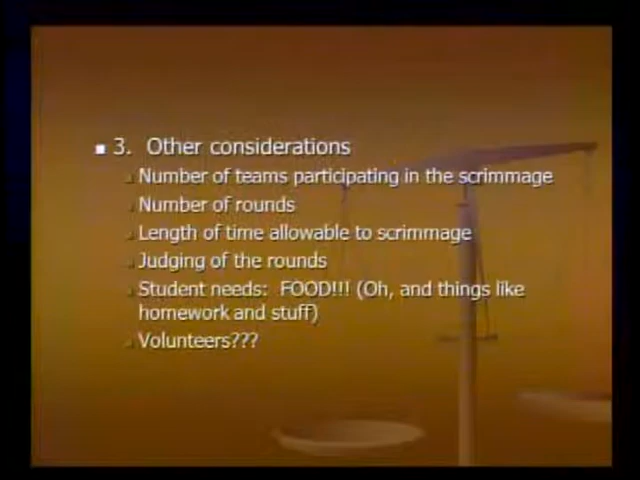 3. Other considerations
Number of teams participating in the scrimmage
Number of rounds
Length of time allowable to scrimmage
Judging of the rounds
Student needs: FOOD!!! (Oh, and things like
homework and stuff)
Volunteers???